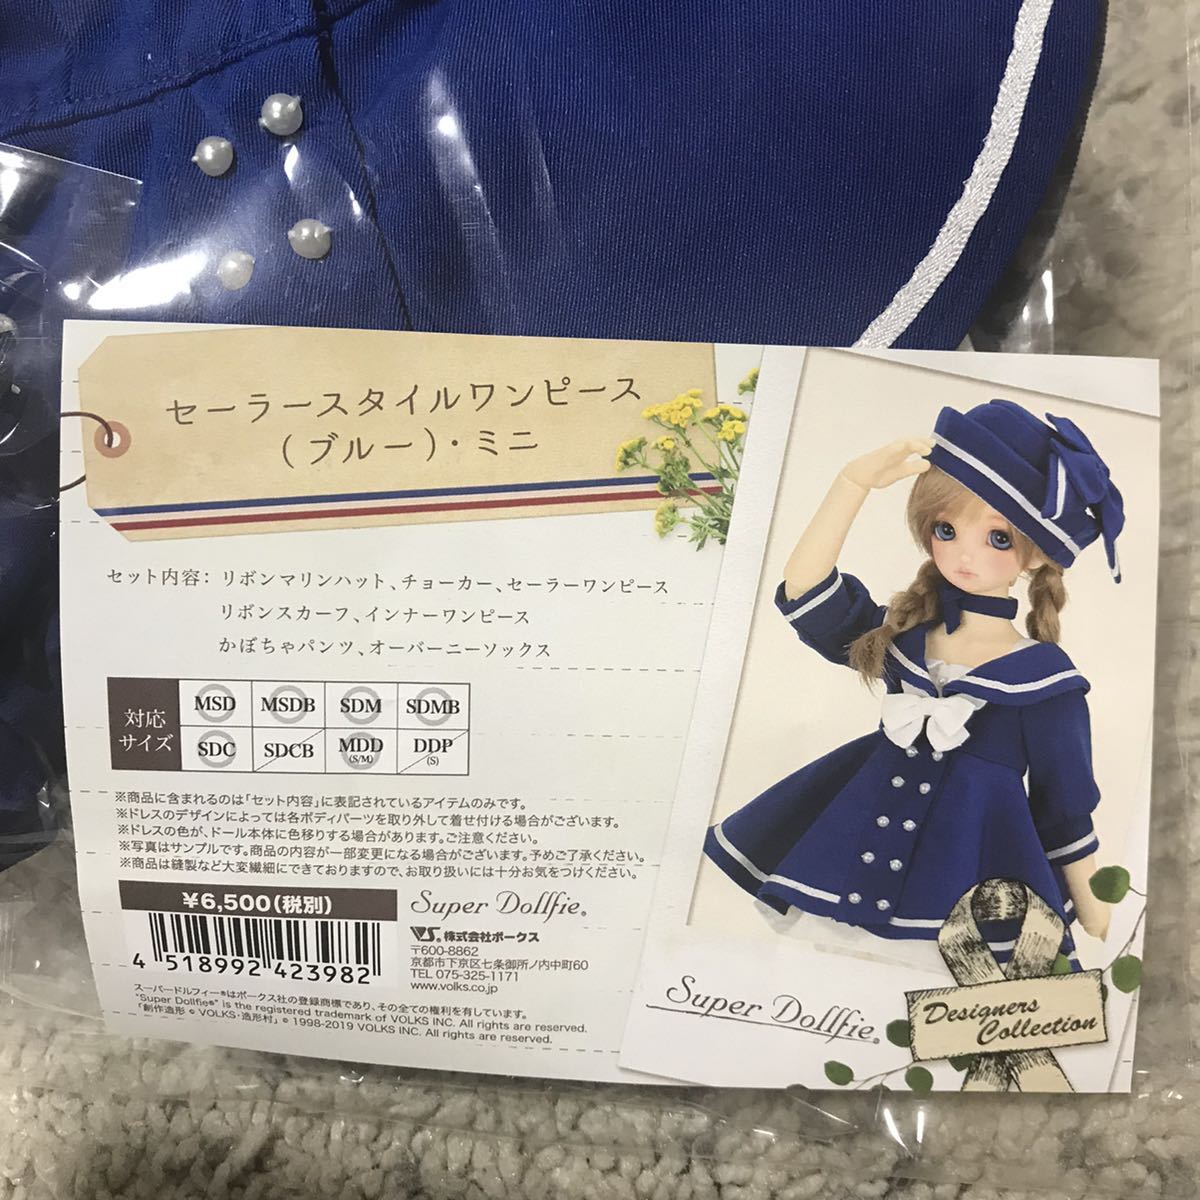 セーラースタイルワンピース
(ブルー)・ミニ
セット内容: リボンマリンハット、チョーカー、セーラーワンピース
リボンスカーフ、インナーワンピース
かぼちゃパンツ、オーバーニーソックス
対応サイズ
MSD MSDB SDM SDMB
SDC SDCB MDD (S/M) DDP (S)
※商品に含まれるのは「セット内容」に表記されているアイテムのみです。
※ドレスのデザインによっては各ボディパーツを取り外して着せ付ける場合がございます。
※ドレスの色が、ドール本体に色移りする場合があります。ご注意ください。
※写真はサンプルです。商品の内容が一部変更になる場合がございます。予めご了承ください。
※商品は縫製など大変繊細にできておりますので、お取り扱いには十分お気をつけください。
¥6,500(税別)
4 518992 423982
Super Dollfie®
VS.株式会社ボークス
〒600-8862
京都市下京区七条御所ノ内中町60
TEL 075-325-1171
www.volks.co.jp
スーパードルフィー®はボークス社の登録商標であり、その全ての権利を有しています。
"Super Dollfie®" is the registered trademark of VOLKS INC. All rights are reserved.
「創作造形 © VOLKS・造形村」© 1998-2019 VOLKS INC. All rights are reserved.
Super Dollfie®
Designers
Collection